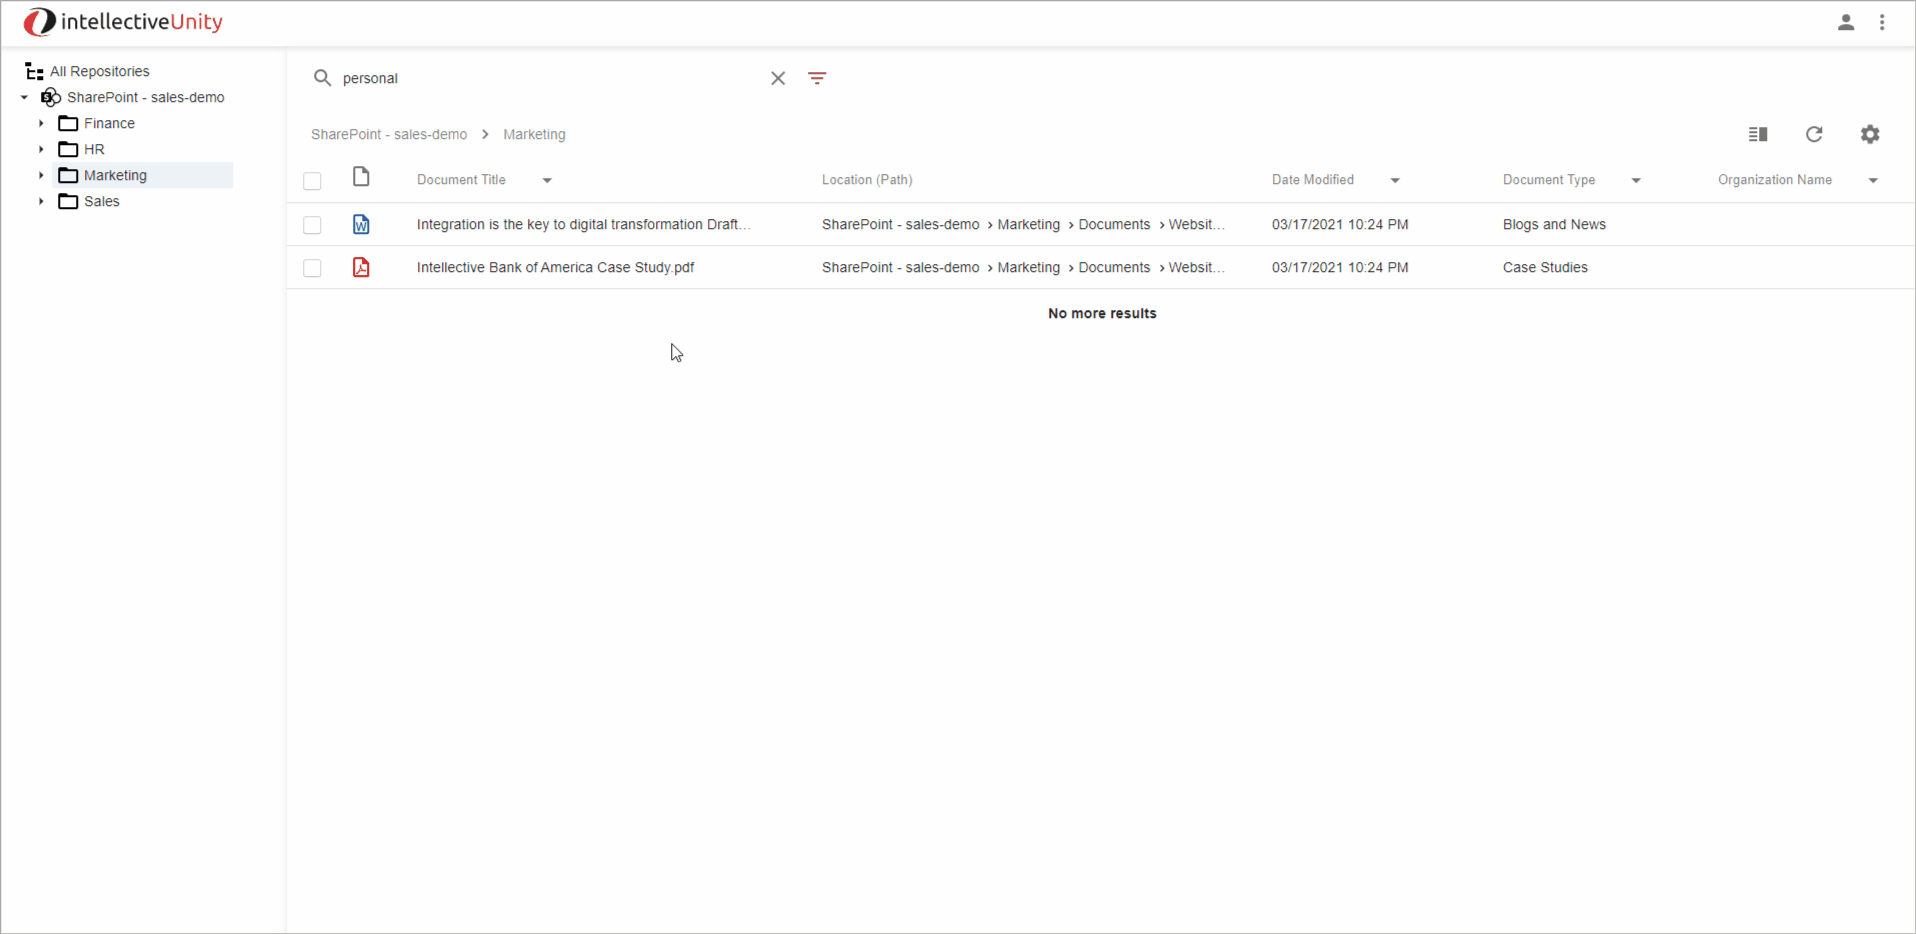 intellectiveUnity
All Repositories
SharePoint - sales-demo
Finance
HR
Marketing
Sales
personal
SharePoint - sales-demo > Marketing
Document Title Location (Path) Date Modified Document Type Organization Name
Integration is the key to digital transformation Draft... SharePoint - sales-demo > Marketing > Documents > Websit... 03/17/2021 10:24 PM Blogs and News
Intellective Bank of America Case Study.pdf SharePoint - sales-demo > Marketing > Documents > Websit... 03/17/2021 10:24 PM Case Studies
No more results